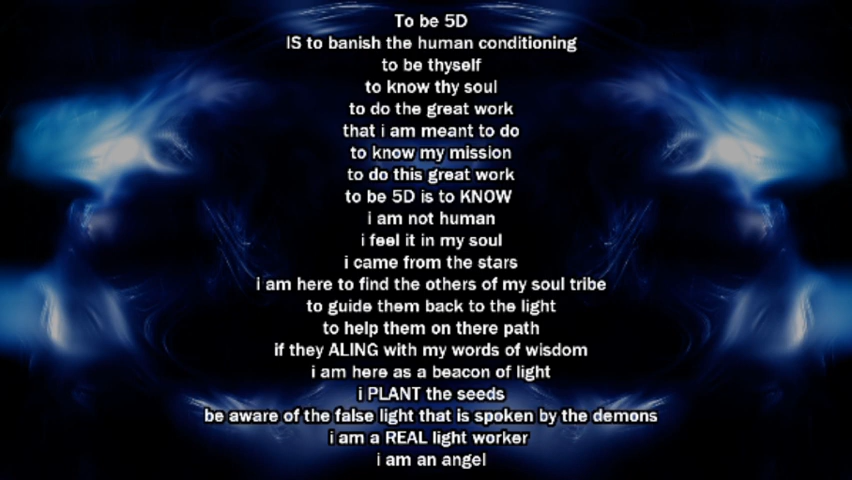 To be 5D
IS to banish the human conditioning
to be thyself
to know thy soul
to do the great work
that i am meant to do
to know my mission
to do this great work
to be 5D is to KNOW
i am not human
i feel it in my soul
i came from the stars
i am here to find the others of my soul tribe
to guide them back to the light
to help them on there path
if they ALING with my words of wisdom
i am here as a beacon of light
i PLANT the seeds
be aware of the false light that is spoken by the demons
i am a REAL light worker
i am an angel